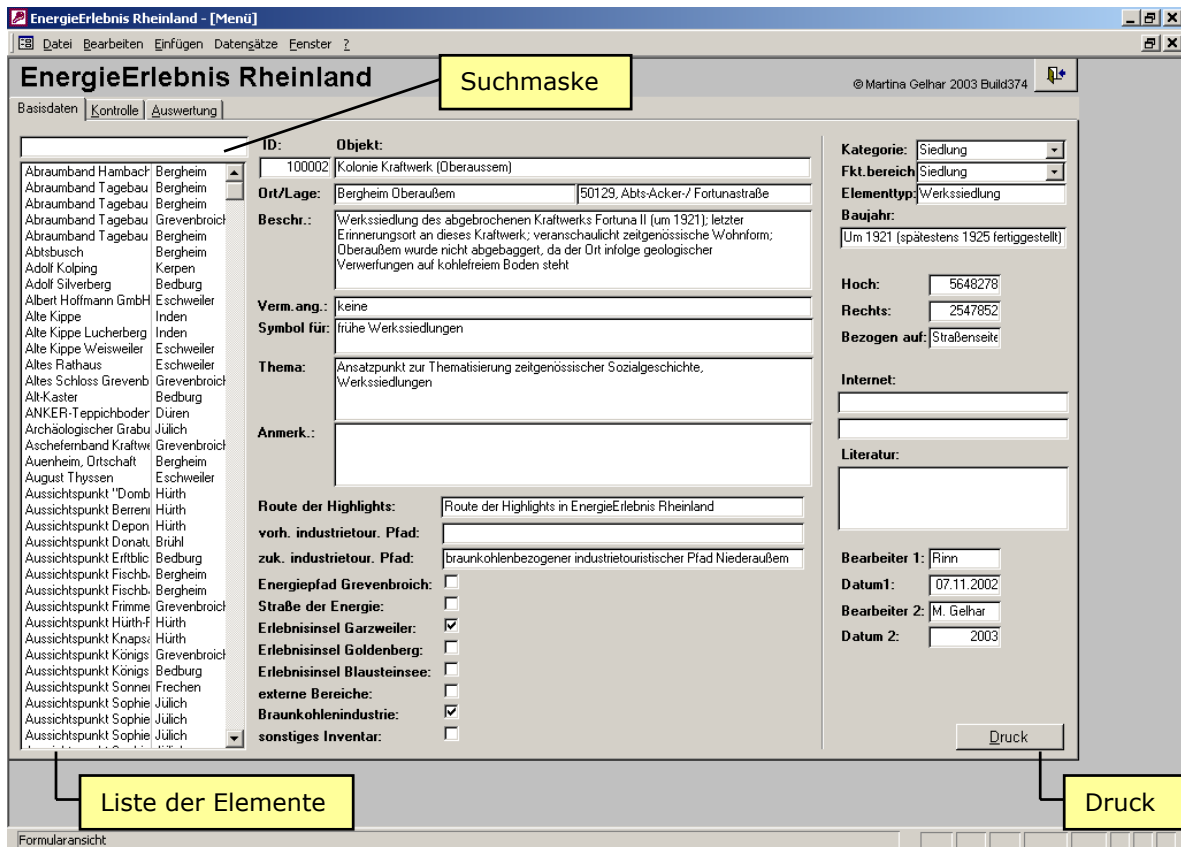 EnergieErlebnis Rheinland - [Menü]
Datei Bearbeiten Einfügen Datensätze Fenster ?
EnergieErlebnis Rheinland
Suchmaske
© Martina Gelhar 2003 Build374
Basisdaten Kontrolle Auswertung
Abraumband Hambach Bergheim
Abraumband Tagebau Bergheim
Abraumband Tagebau Bergheim
Abraumband Tagebau Grevenbroich
Abraumband Tagebau Bergheim
Abtsbusch Bergheim
Adolf Kolping Kerpen
Adolf Silverberg Bedburg
Albert Hoffmann GmbH Eschweiler
Alte Kippe Inden
Alte Kippe Lucherberg Inden
Alte Kippe Weisweiler Eschweiler
Altes Rathaus Eschweiler
Altes Schloss Grevenb Grevenbroich
Alt-Kaster Bedburg
ANKER-Teppichboder Düren
Archäologischer Grabu Jülich
Aschefernband Kraftwe Grevenbroich
Auenheim, Ortschaft Bergheim
August Thyssen Eschweiler
Aussichtspunkt "Domb Hürth
Aussichtspunkt Berrenr Hürth
Aussichtspunkt Depon Hürth
Aussichtspunkt Donatu Brühl
Aussichtspunkt Erftblic Bedburg
Aussichtspunkt Fischb Bergheim
Aussichtspunkt Fischb Bergheim
Aussichtspunkt Frimme Grevenbroich
Aussichtspunkt Hürth-F Hürth
Aussichtspunkt Knapsa Hürth
Aussichtspunkt Königs Grevenbroich
Aussichtspunkt Königs Bedburg
Aussichtspunkt Sonner Frechen
Aussichtspunkt Sophie Jülich
Aussichtspunkt Sophie Jülich
Aussichtspunkt Sophie Jülich
ID: Objekt:
100002 Kolonie Kraftwerk (Oberaussem)
Ort/Lage: Bergheim Oberaußem 50129, Abts-Acker-/ Fortunastraße
Beschr.: Werkssiedlung des abgebrochenen Kraftwerks Fortuna II (um 1921); letzter
Erinnerungsort an dieses Kraftwerk; veranschaulicht zeitgenössische Wohnform;
Oberaußem wurde nicht abgebaggert, da der Ort infolge geologischer
Verwerfungen auf kohlefreiem Boden steht
Verm.ang.: keine
Symbol für: frühe Werkssiedlungen
Thema: Ansatzpunkt zur Thematisierung zeitgenössischer Sozialgeschichte,
Werkssiedlungen
Anmerk.:
Route der Highlights: Route der Highlights in EnergieErlebnis Rheinland
vorh. industrietour. Pfad:
zuk. industrietour. Pfad: braunkohlenbezogener industrietouristischer Pfad Niederaußem
Energiepfad Grevenbroich:
Straße der Energie:
Erlebnisinsel Garzweiler:
Erlebnisinsel Goldenberg:
Erlebnisinsel Blausteinsee:
externe Bereiche:
Braunkohlenindustrie:
sonstiges Inventar:
Kategorie: Siedlung
Fkt.bereich Siedlung
Elementtyp: Werkssiedlung
Baujahr:
Um 1921 (spätestens 1925 fertiggestellt)
Hoch: 5648278
Rechts: 2547852
Bezogen auf: Straßenseite
Internet:
Literatur:
Bearbeiter 1: Rinn
Datum1: 07.11.2002
Bearbeiter 2: M. Gelhar
Datum 2: 2003
Druck
Liste der Elemente
Druck
Formularansicht